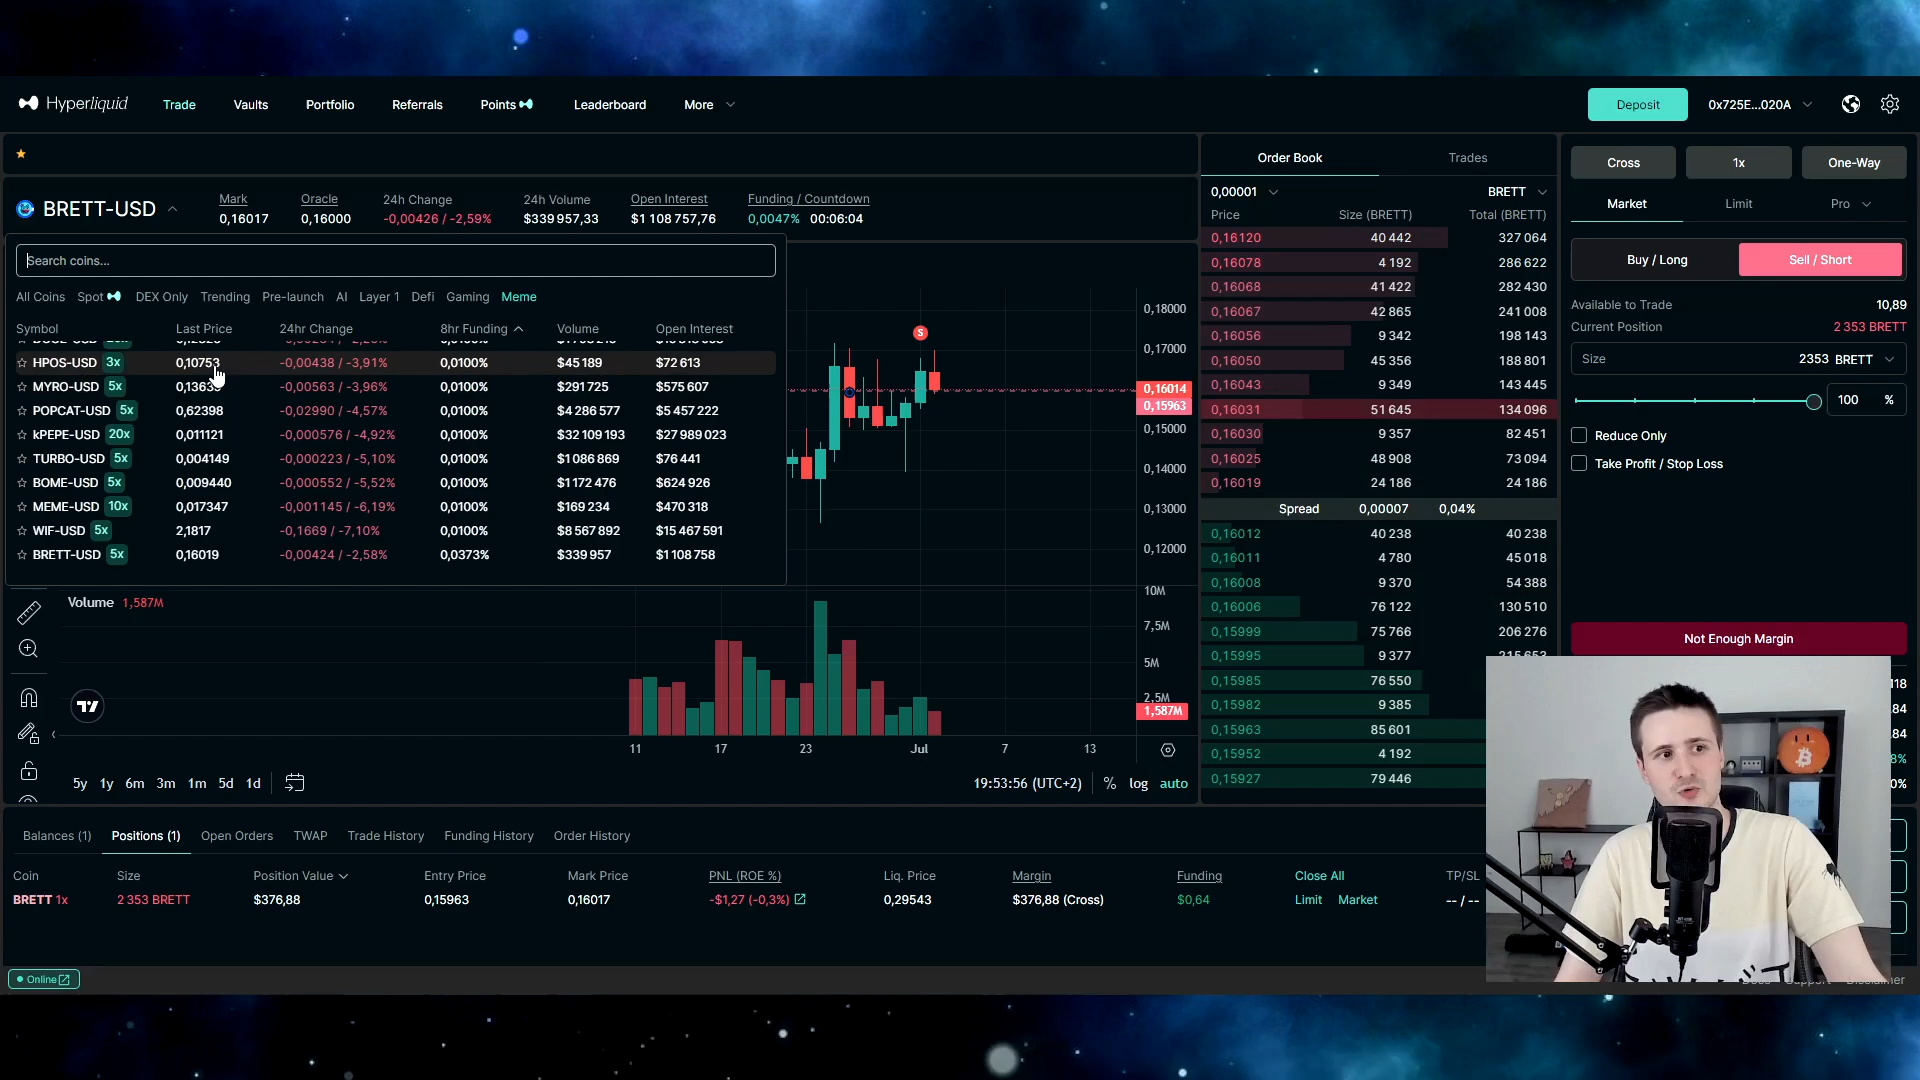 Hyperliquid Trade Vaults Portfolio Referrals Points Leaderboard More Deposit 0x725E...020A
Order Book Trades Cross 1x One-Way
BRETT-USD Mark Oracle 24h Change 24h Volume Open Interest Funding / Countdown
0,16017 0,16000 -0,00426 / -2,59% $339 957,33 $1 108 757,76 0,0047% 00:06:04
0,00001 BRETT
Price Size (BRETT) Total (BRETT)
0,16120 40 442 327 064
0,16078 4 192 286 622
0,16068 41 422 282 430
0,16067 42 865 241 008
0,16056 9 342 198 143
0,16050 45 356 188 801
0,16043 9 349 143 445
0,16031 51 645 134 096
0,16030 9 357 82 451
0,16025 48 908 73 094
0,16019 24 186 24 186
Spread 0,00007 0,04%
0,16012 40 238 40 238
0,16011 4 780 45 018
0,16008 9 370 54 388
0,16006 76 122 130 510
0,15999 75 766 206 276
0,15995 9 377
0,15985 76 550
0,15982 9 385
0,15963 85 601
0,15952 4 192
0,15927 79 446
Market Limit Pro
Buy / Long Sell / Short
Available to Trade 10,89
Current Position 2 353 BRETT
Size 2353 BRETT
100 %
Reduce Only
Take Profit / Stop Loss
Not Enough Margin
Search coins...
All Coins Spot DEX Only Trending Pre-launch AI Layer 1 Defi Gaming Meme
Symbol Last Price 24hr Change 8hr Funding Volume Open Interest
HPOS-USD 3x 0,10753 -0,00438 / -3,91% 0,0100% $45 189 $72 613
MYRO-USD 5x -0,00563 / -3,96% 0,0100% $291 725 $575 607
POPCAT-USD 5x 0,62398 -0,02990 / -4,57% 0,0100% $4 286 577 $5 457 222
kPEPE-USD 20x 0,011121 -0,000576 / -4,92% 0,0100% $32 109 193 $27 989 023
TURBO-USD 5x 0,004149 -0,000223 / -5,10% 0,0100% $1 086 869 $76 441
BOME-USD 5x 0,009440 -0,000552 / -5,52% 0,0100% $1 172 476 $624 926
MEME-USD 10x 0,017347 -0,001145 / -6,19% 0,0100% $169 234 $470 318
WIF-USD 5x 2,1817 -0,1669 / -7,10% 0,0100% $8 567 892 $15 467 591
BRETT-USD 5x 0,16019 -0,00424 / -2,58% 0,0373% $339 957 $1 108 758
S
0,18000
0,17000
0,16014
0,15963
0,15000
0,14000
0,13000
0,12000
Volume 1,587M
10M
7,5M
5M
2,5M
1,587M
11 17 23 Jul 7 13
5y 1y 6m 3m 1m 5d 1d 19:53:56 (UTC+2) % log auto
Balances (1) Positions (1) Open Orders TWAP Trade History Funding History Order History
Coin Size Position Value Entry Price Mark Price PNL (ROE %) Liq. Price Margin Funding Close All TP/SL
BRETT 1x 2 353 BRETT $376,88 0,15963 0,16017 -$1,27 (-0,3%) 0,29543 $376,88 (Cross) $0,64 Limit Market -- / --
Online